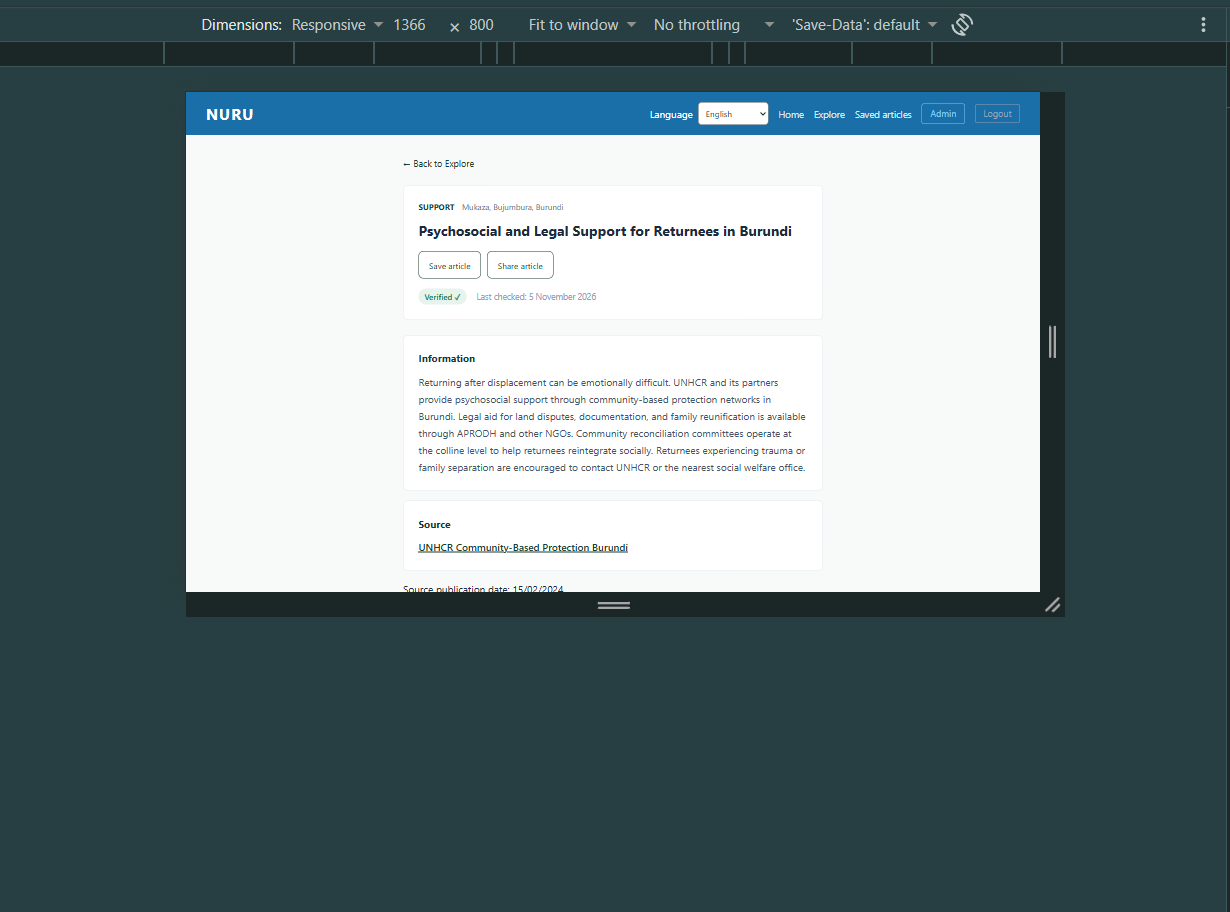 Dimensions: Responsive 1366 × 800 Fit to window No throttling 'Save-Data': default
NURU Language English Home Explore Saved articles Admin Logout
← Back to Explore
SUPPORT Mukaza, Bujumbura, Burundi
Psychosocial and Legal Support for Returnees in Burundi
Save article Share article
Verified ✓ Last checked: 5 November 2026
Information
Returning after displacement can be emotionally difficult. UNHCR and its partners
provide psychosocial support through community-based protection networks in
Burundi. Legal aid for land disputes, documentation, and family reunification is available
through APRODH and other NGOs. Community reconciliation committees operate at
the colline level to help returnees reintegrate socially. Returnees experiencing trauma or
family separation are encouraged to contact UNHCR or the nearest social welfare office.
Source
UNHCR Community-Based Protection Burundi
Source publication date: 15/02/2024